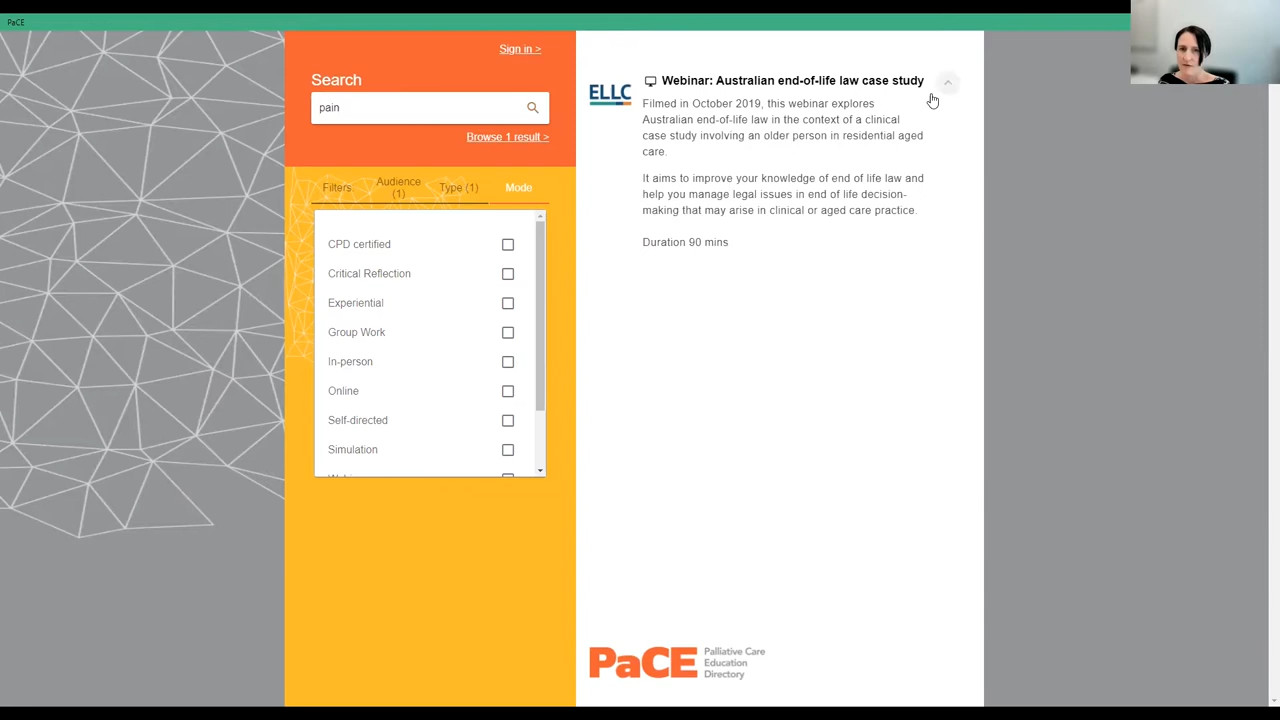 PaCE
Sign in >
Search
pain
Browse 1 result >
Filters
Audience
(1)
Type (1)
Mode
CPD certified
Critical Reflection
Experiential
Group Work
In-person
Online
Self-directed
Simulation
ELLC
Webinar: Australian end-of-life law case study
Filmed in October 2019, this webinar explores
Australian end-of-life law in the context of a clinical
case study involving an older person in residential aged
care.
It aims to improve your knowledge of end of life law and
help you manage legal issues in end of life decision-
making that may arise in clinical or aged care practice.
Duration 90 mins
PaCE
Palliative Care
Education
Directory